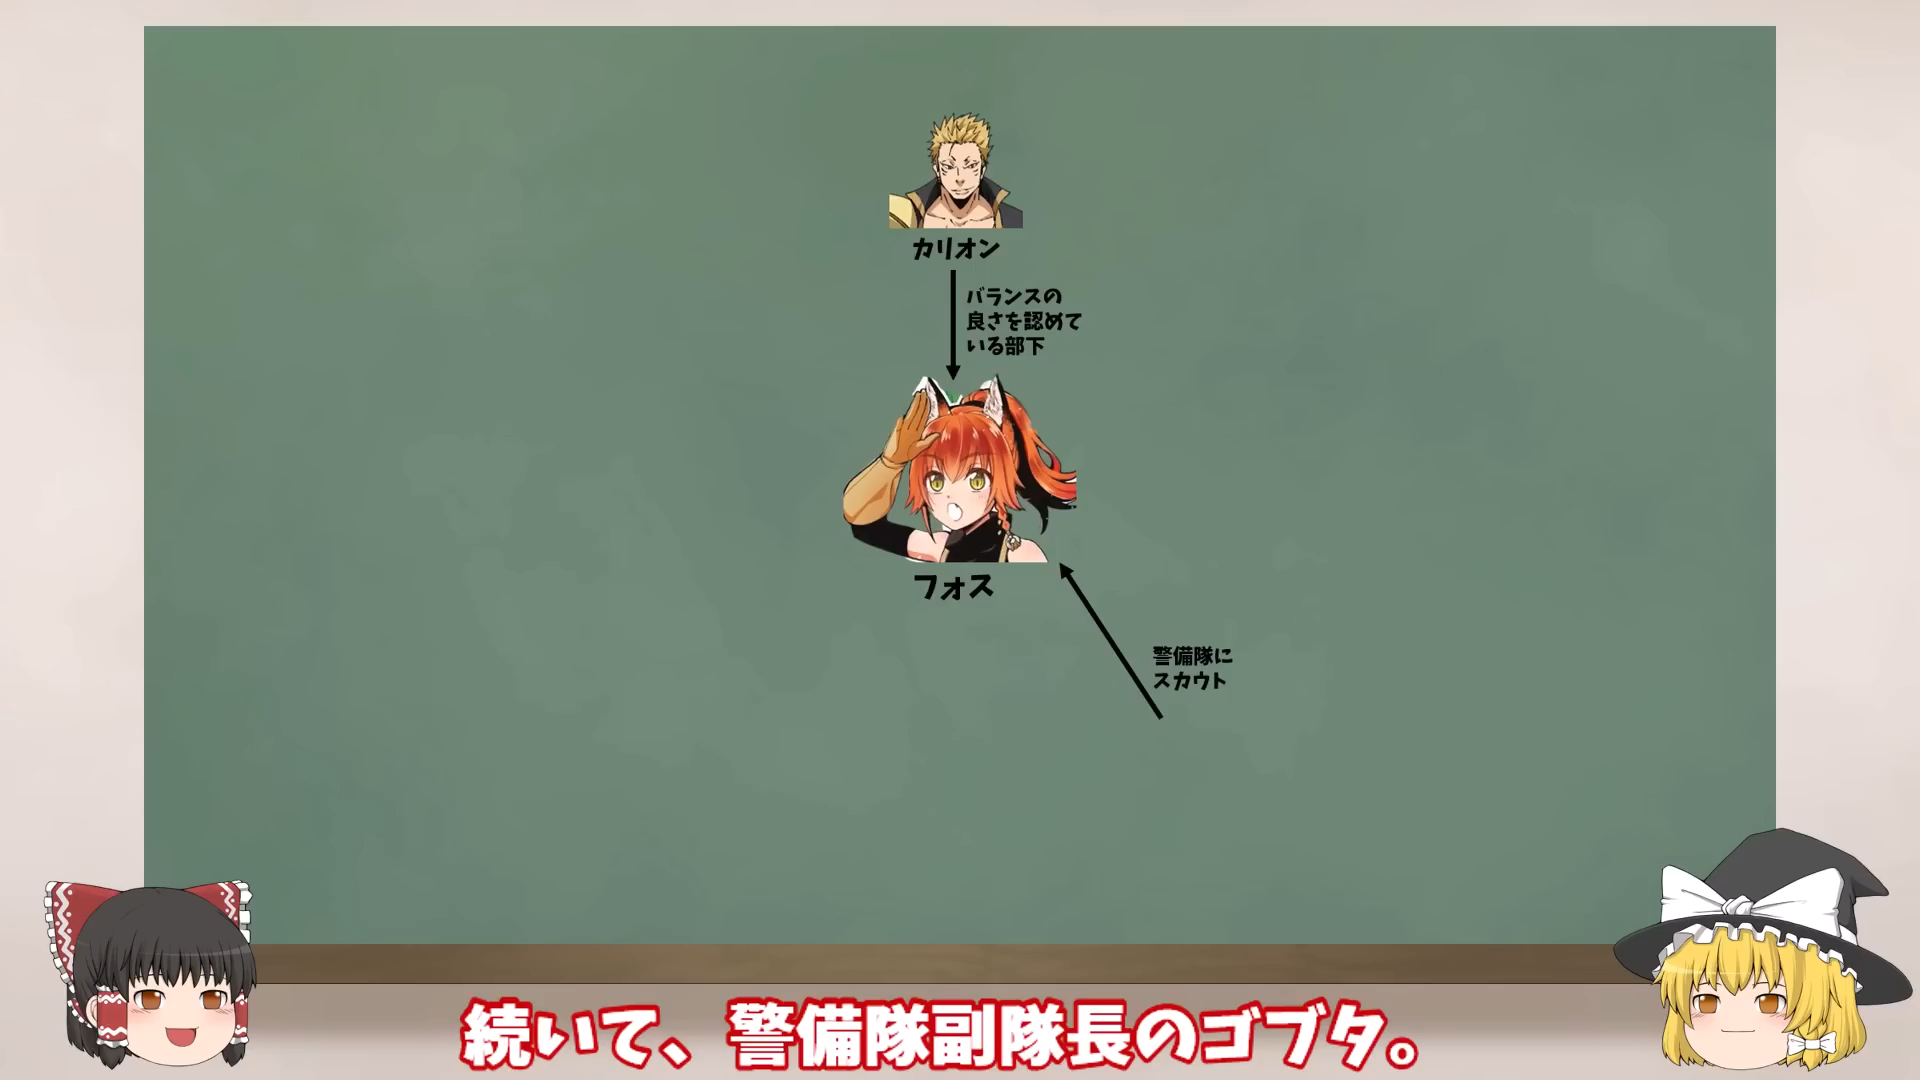 カリオン
バランスの
良さを認めて
いる部下
フォス
警備隊に
スカウト
続いて、警備隊副隊長のゴブタ。